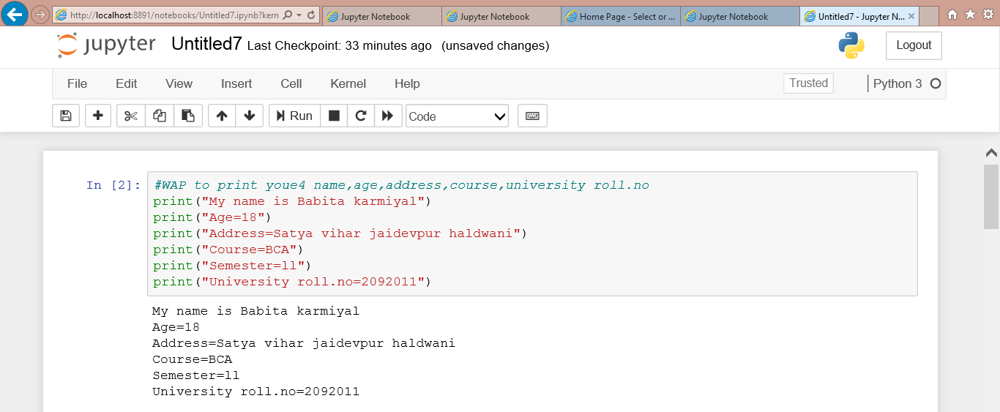 http://localhost:8891/notebooks/Untitled7.ipynb?kern
Jupyter Notebook
Jupyter Notebook
Home Page - Select or ...
Jupyter Notebook
Untitled7 - Jupyter N...
jupyter Untitled7 Last Checkpoint: 33 minutes ago (unsaved changes)
Logout
File Edit View Insert Cell Kernel Help
Trusted
Python 3
Run
Code
In [2]:
#WAP to print youe4 name,age,address,course,university roll.no
print("My name is Babita karmiyal")
print("Age=18")
print("Address=Satya vihar jaidevpur haldwani")
print("Course=BCA")
print("Semester=ll")
print("University roll.no=2092011")
My name is Babita karmiyal
Age=18
Address=Satya vihar jaidevpur haldwani
Course=BCA
Semester=ll
University roll.no=2092011